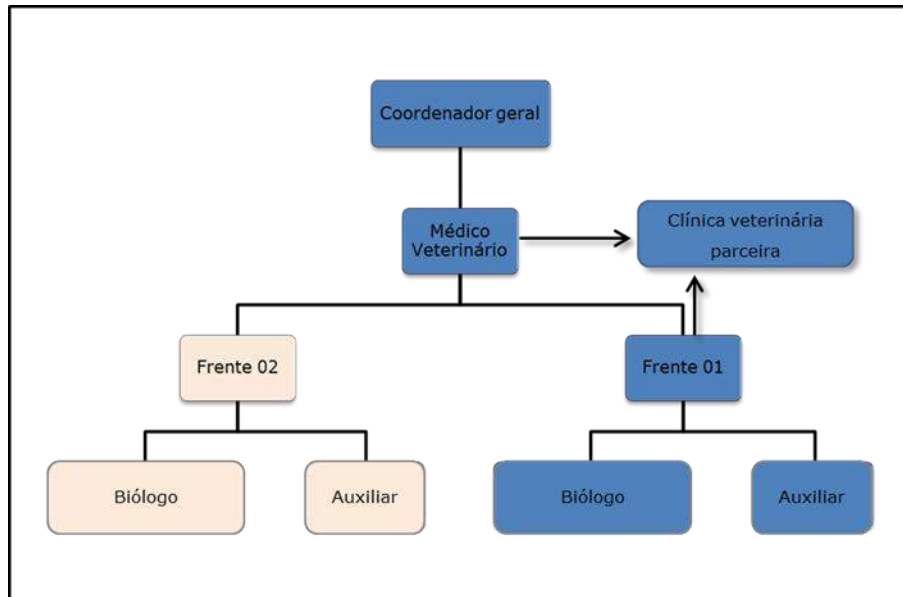 Coordenador geral
Médico
Veterinário
Clínica veterinária
parceira
Frente 02
Frente 01
Biólogo
Auxiliar
Biólogo
Auxiliar